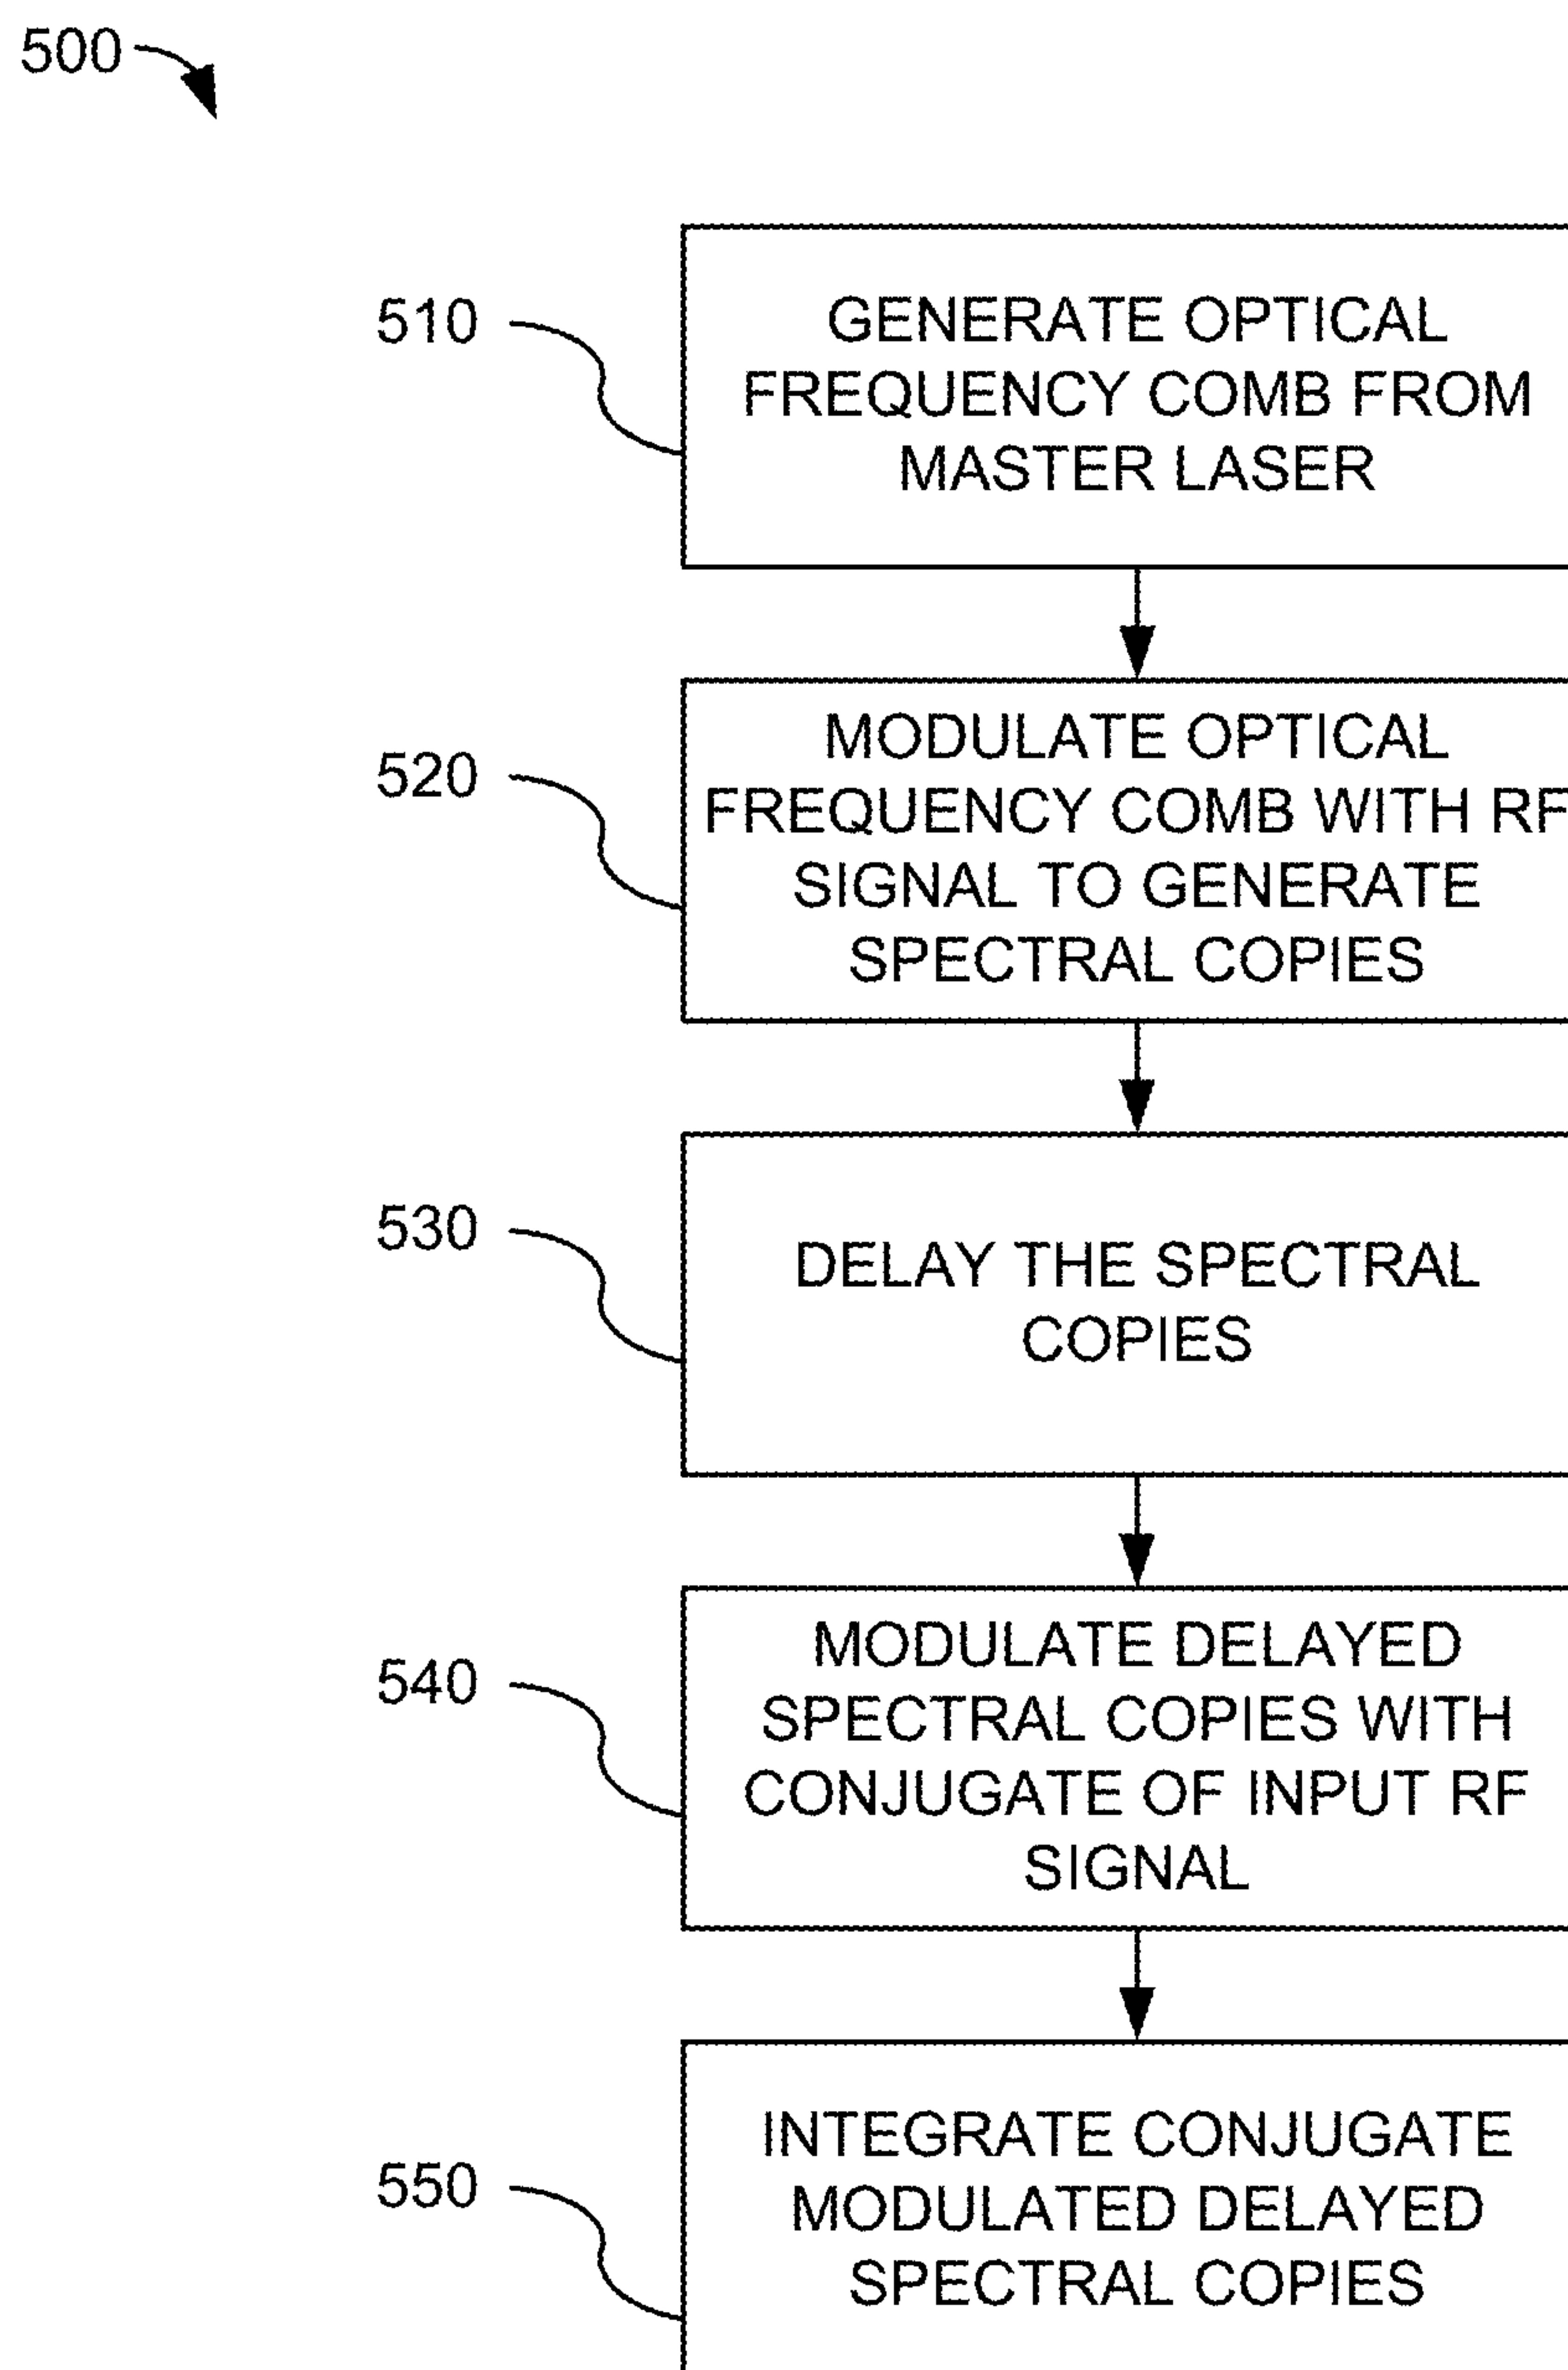 500
510
GENERATE OPTICAL
FREQUENCY COMB FROM
MASTER LASER
520
MODULATE OPTICAL
FREQUENCY COMB WITH RF
SIGNAL TO GENERATE
SPECTRAL COPIES
530
DELAY THE SPECTRAL
COPIES
540
MODULATE DELAYED
SPECTRAL COPIES WITH
CONJUGATE OF INPUT RF
SIGNAL
550
INTEGRATE CONJUGATE
MODULATED DELAYED
SPECTRAL COPIES